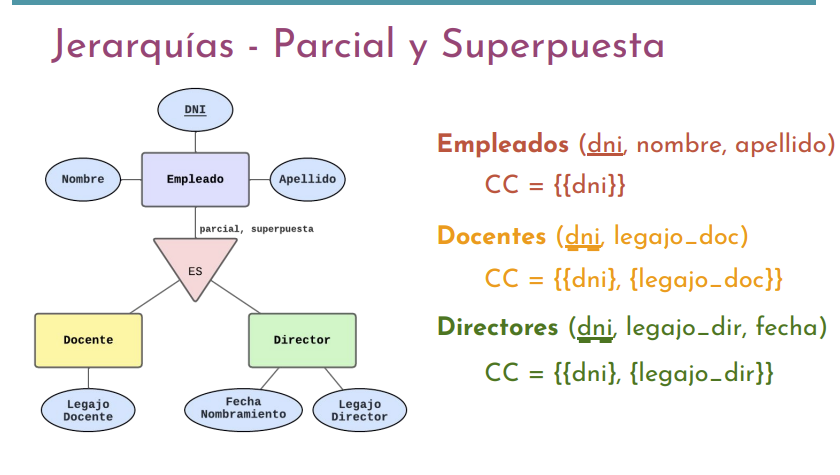 Jerarquías - Parcial y Superpuesta
DNI
Nombre
Empleado
Apellido
parcial, superpuesta
ES
Docente
Director
Legajo
Docente
Fecha
Nombramiento
Legajo
Director
Empleados (dni, nombre, apellido)
CC = {{dni}}
Docentes (dni, legajo_doc)
CC = {{dni}, {legajo_doc}}
Directores (dni, legajo_dir, fecha)
CC = {{dni}, {legajo_dir}}